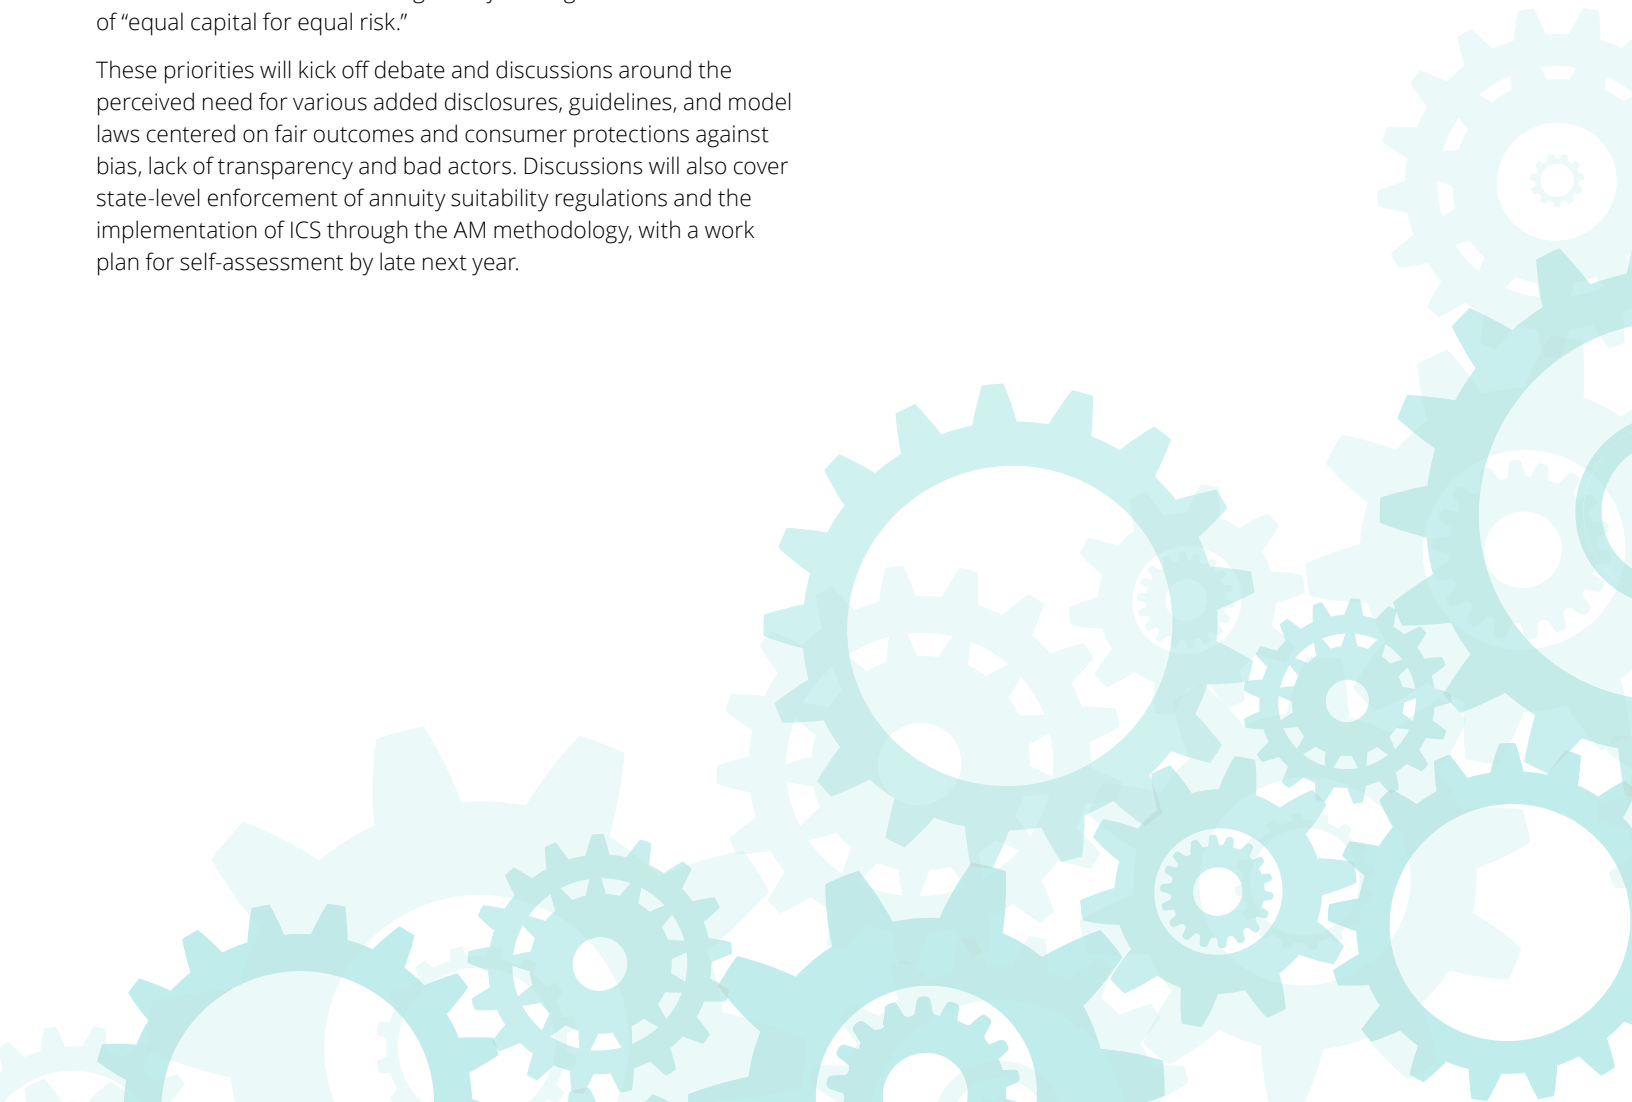 of “equal capital for equal risk.”
These priorities will kick off debate and discussions around the
perceived need for various added disclosures, guidelines, and model
laws centered on fair outcomes and consumer protections against
bias, lack of transparency and bad actors. Discussions will also cover
state-level enforcement of annuity suitability regulations and the
implementation of ICS through the AM methodology, with a work
plan for self-assessment by late next year.